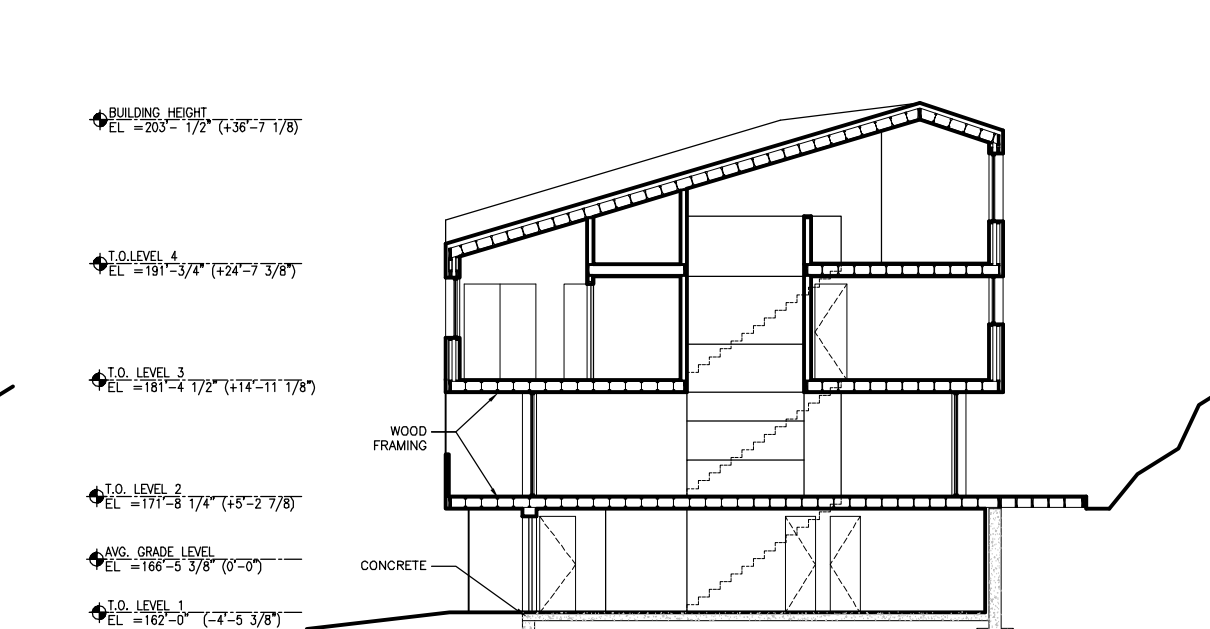 BUILDING HEIGHT
EL =203'- 1/2" (+36'-7 1/8)
T.O.LEVEL 4
EL =191'-3/4" (+24'-7 3/8")
T.O. LEVEL 3
EL =181'-4 1/2" (+14'-11 1/8")
WOOD
FRAMING
T.O. LEVEL 2
EL =171'-8 1/4" (+5'-2 7/8)
AVG. GRADE LEVEL
EL =166'-5 3/8" (0'-0")
CONCRETE
T.O. LEVEL 1
EL =162'-0" (-4'-5 3/8")